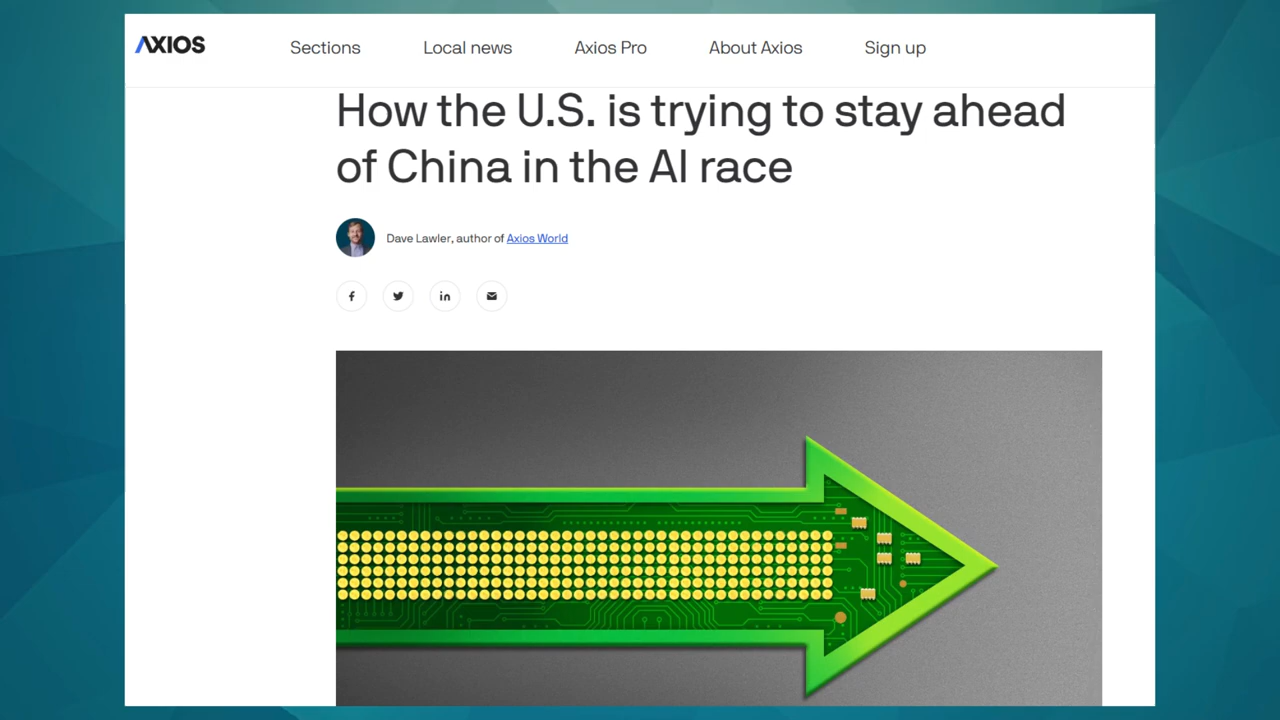 AXIOS
Sections
Local news
Axios Pro
About Axios
Sign up
How the U.S. is trying to stay ahead
of China in the AI race
Dave Lawler, author of Axios World